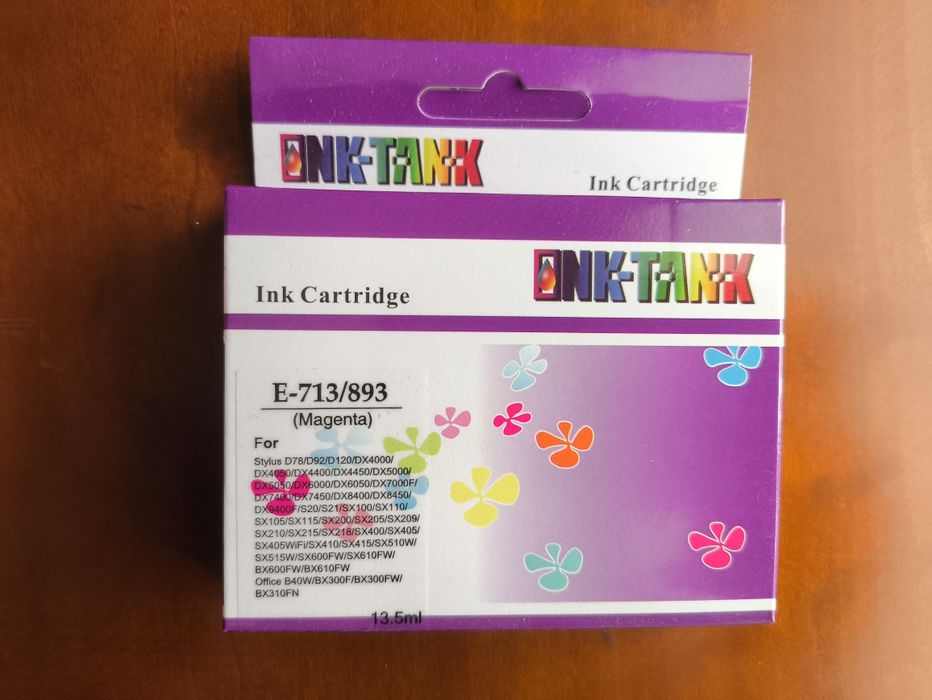 INK-TANK
Ink Cartridge
INK-TANK
Ink Cartridge
E-713/893
(Magenta)
For
Stylus D78/D92/D120/DX4000/
DX4050/DX4400/DX4450/DX5000/
DX5050/DX6000/DX6050/DX7000F/
DX7400/DX7450/DX8400/DX8450/
DX9400F/S20/S21/SX100/SX110/
SX105/SX115/SX200/SX205/SX209/
SX210/SX215/SX218/SX400/SX405/
SX405WiFi/SX410/SX415/SX510W/
SX515W/SX600FW/SX610FW/
BX600FW/BX610FW
Office B40W/BX300F/BX300FW/
BX310FN
13.5ml